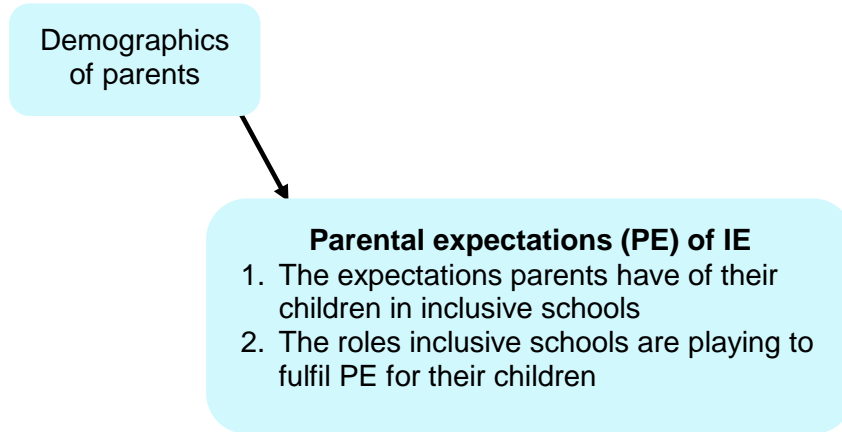 Demographics
of parents
Parental expectations (PE) of IE
1. The expectations parents have of their
children in inclusive schools
2. The roles inclusive schools are playing to
fulfil PE for their children